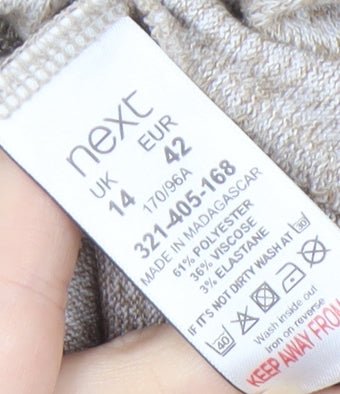 next
UK EUR
14 42
170/96A
321-405-168
MADE IN MADAGASCAR
61% POLYESTER
36% VISCOSE
3% ELASTANE
IF IT'S NOT DIRTY WASH AT 30
40
Wash inside out
Iron on reverse
KEEP AWAY FROM